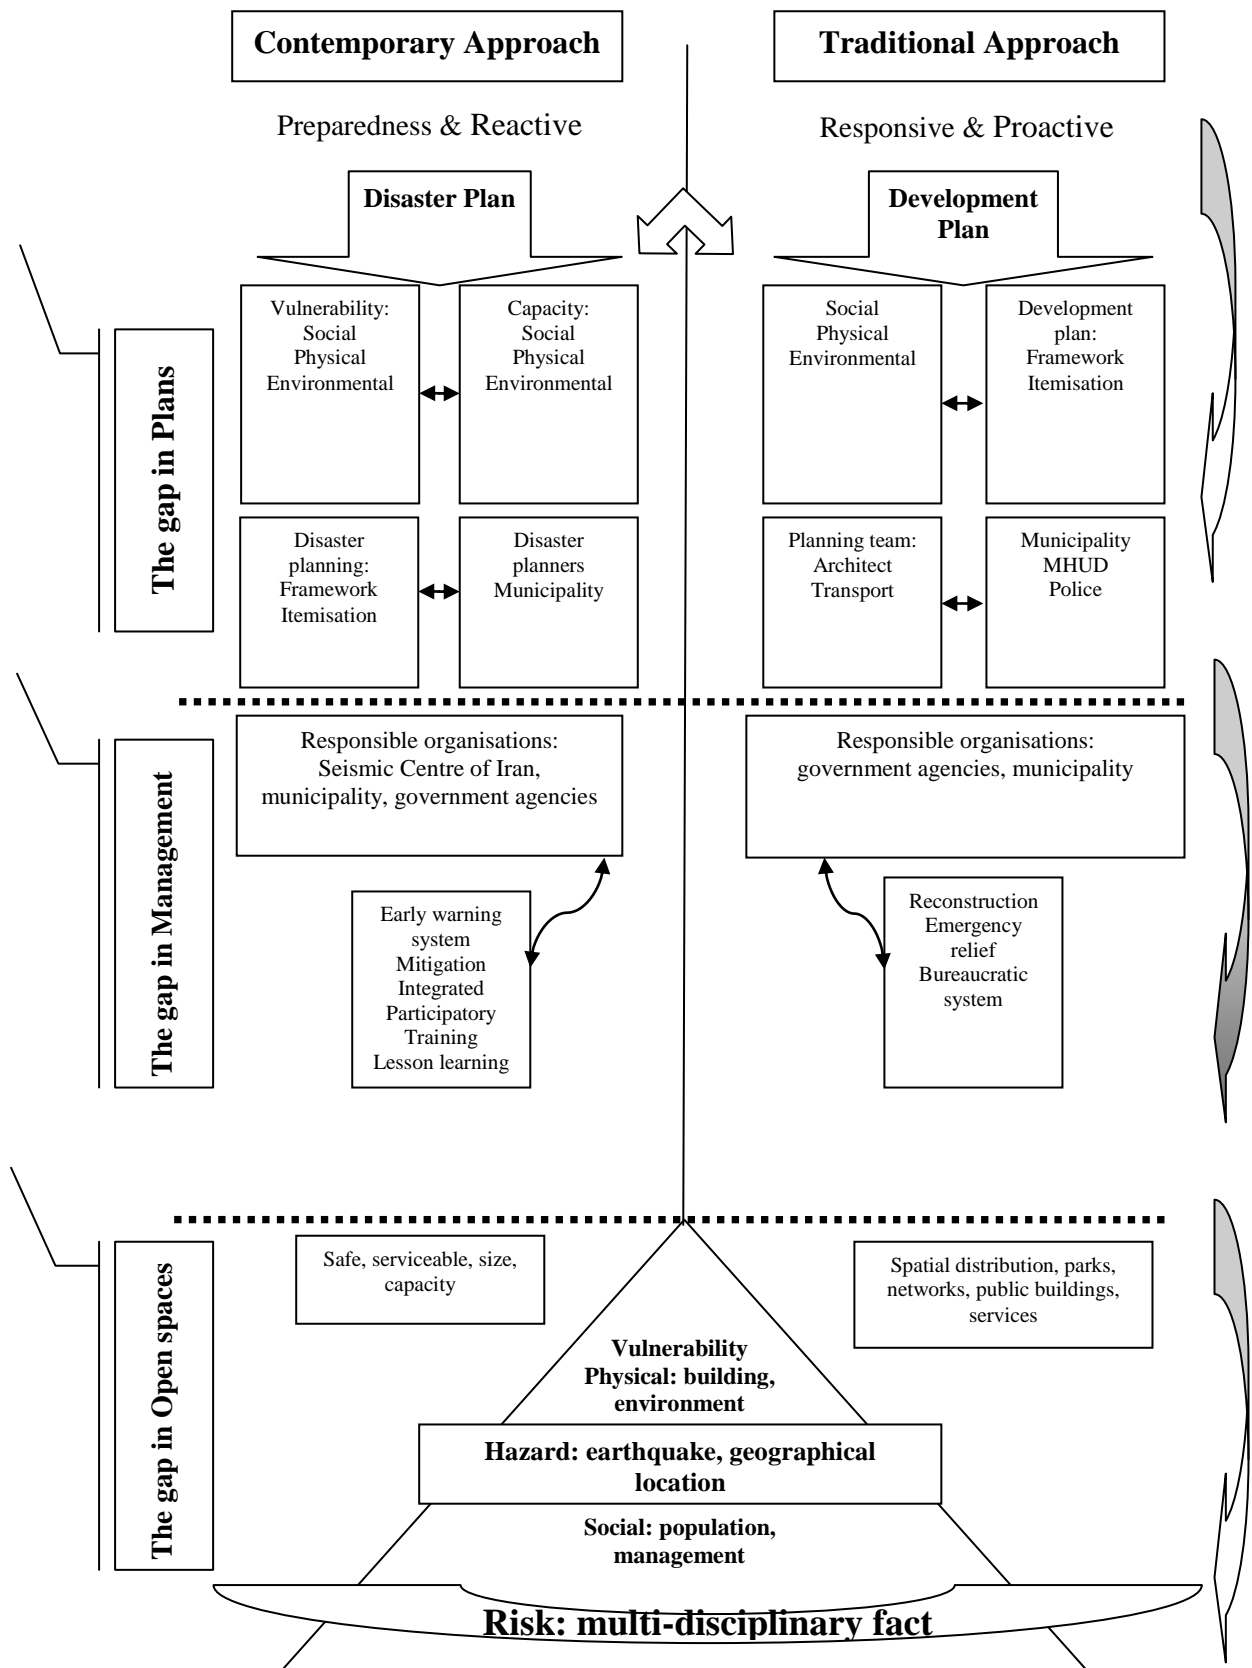 Contemporary Approach
Traditional Approach
Preparedness & Reactive
Responsive & Proactive
Disaster Plan
Development
Plan
The gap in Plans
Vulnerability:
Social
Physical
Environmental
Capacity:
Social
Physical
Environmental
Social
Physical
Environmental
Development
plan:
Framework
Itemisation
Disaster
planning:
Framework
Itemisation
Disaster
planners
Municipality
Planning team:
Architect
Transport
Municipality
MHUD
Police
The gap in Management
Responsible organisations:
Seismic Centre of Iran,
municipality, government agencies
Responsible organisations:
government agencies, municipality
Early warning
system
Mitigation
Integrated
Participatory
Training
Lesson learning
Reconstruction
Emergency
relief
Bureaucratic
system
The gap in Open spaces
Safe, serviceable, size,
capacity
Spatial distribution, parks,
networks, public buildings,
services
Vulnerability
Physical: building,
environment
Hazard: earthquake, geographical
location
Social: population,
management
Risk: multi-disciplinary fact